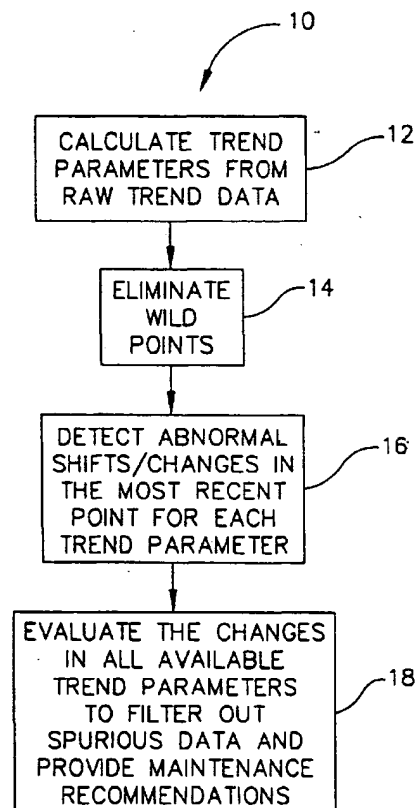 10
CALCULATE TREND
PARAMETERS FROM
RAW TREND DATA
12
ELIMINATE
WILD
POINTS
14
DETECT ABNORMAL
SHIFTS/CHANGES IN
THE MOST RECENT
POINT FOR EACH
TREND PARAMETER
16
EVALUATE THE CHANGES
IN ALL AVAILABLE
TREND PARAMETERS
TO FILTER OUT
SPURIOUS DATA AND
PROVIDE MAINTENANCE
RECOMMENDATIONS
18